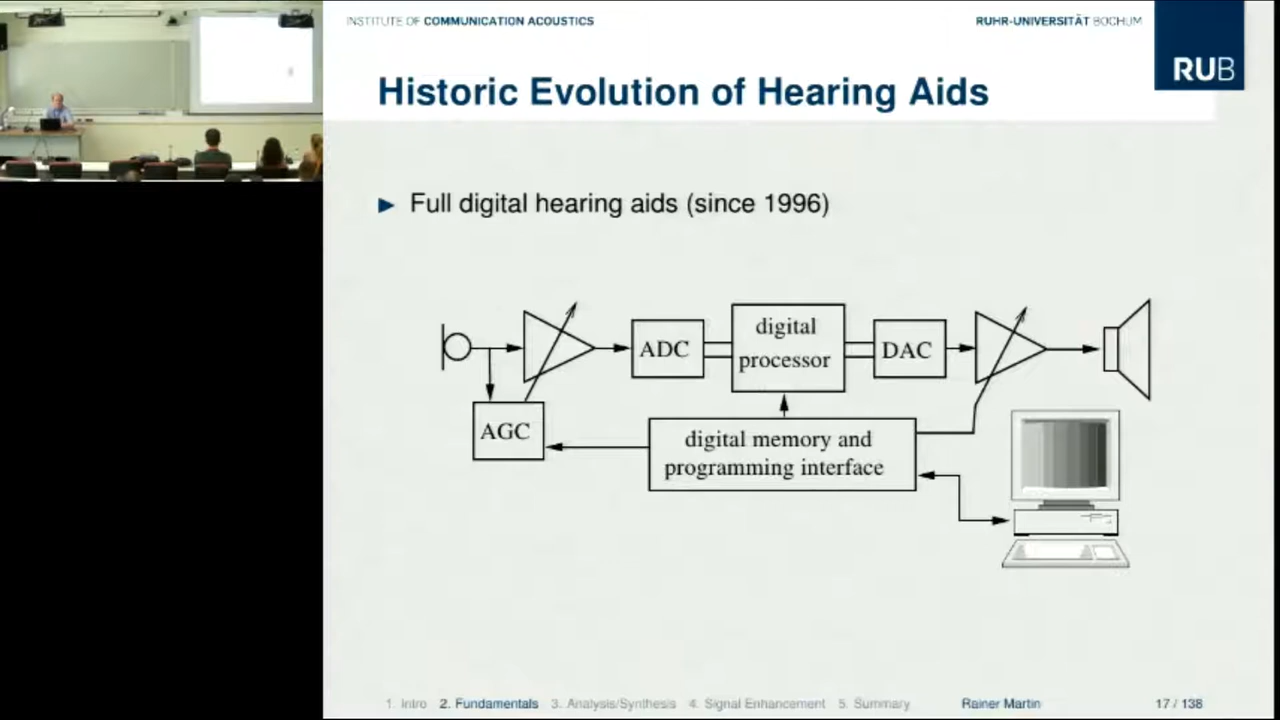 INSTITUTE OF COMMUNICATION ACOUSTICS
RUHR-UNIVERSITÄT BOCHUM
RUB
Historic Evolution of Hearing Aids
► Full digital hearing aids (since 1996)
ADC
digital
processor
DAC
AGC
digital memory and
programming interface
1. Intro 2. Fundamentals 3. Analysis/Synthesis 4. Signal Enhancement 5. Summary Rainer Martin 17 / 138